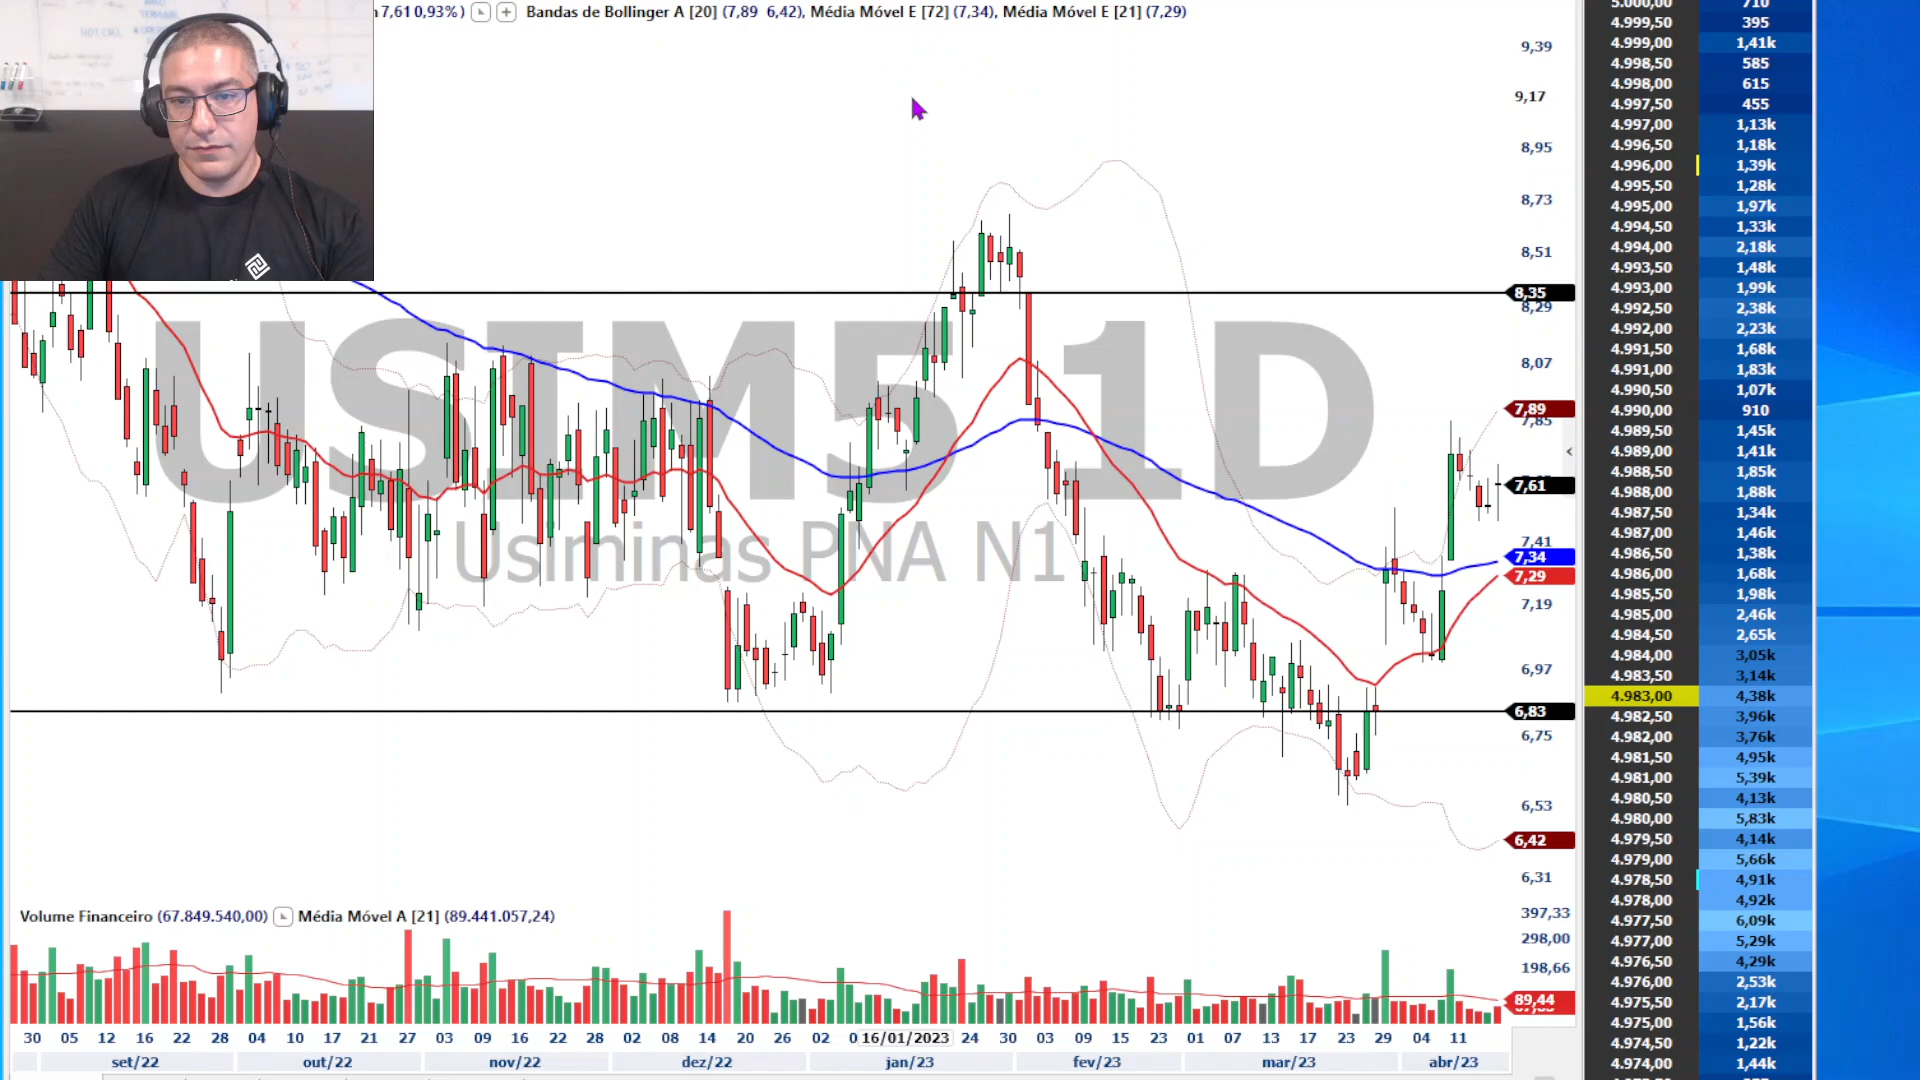 7,61 0,93% ) Bandas de Bollinger A [20] (7,89 6,42), Média Móvel E [72] (7,34), Média Móvel E [21] (7,29)
9,39
9,17
8,95
8,73
8,51
8,35
8,29
8,07
7,89
7,85
7,61
7,41
7,34
7,29
7,19
6,97
6,83
6,75
6,53
6,42
6,31
USIM5 1D
Usiminas PNA N1
Volume Financeiro (67.849.540,00) Média Móvel A [21] (89.441.057,24)
397,33
298,00
198,66
89,44
30 05 12 16 22 28 04 10 17 21 27 03 09 16 22 28 02 08 14 20 26 02 0 16/01/2023 24 30 03 09 15 23 01 07 13 17 23 29 04 11
set/22 out/22 nov/22 dez/22 jan/23 fev/23 mar/23 abr/23
5.000,00 710
4.999,50 395
4.999,00 1,41k
4.998,50 585
4.998,00 615
4.997,50 455
4.997,00 1,13k
4.996,50 1,18k
4.996,00 1,39k
4.995,50 1,28k
4.995,00 1,97k
4.994,50 1,33k
4.994,00 2,18k
4.993,50 1,48k
4.993,00 1,99k
4.992,50 2,38k
4.992,00 2,23k
4.991,50 1,68k
4.991,00 1,83k
4.990,50 1,07k
4.990,00 910
4.989,50 1,45k
4.989,00 1,41k
4.988,50 1,85k
4.988,00 1,88k
4.987,50 1,34k
4.987,00 1,46k
4.986,50 1,38k
4.986,00 1,68k
4.985,50 1,98k
4.985,00 2,46k
4.984,50 2,65k
4.984,00 3,05k
4.983,50 3,14k
4.983,00 4,38k
4.982,50 3,96k
4.982,00 3,76k
4.981,50 4,95k
4.981,00 5,39k
4.980,50 4,13k
4.980,00 5,83k
4.979,50 4,14k
4.979,00 5,66k
4.978,50 4,91k
4.978,00 4,92k
4.977,50 6,09k
4.977,00 5,29k
4.976,50 4,29k
4.976,00 2,53k
4.975,50 2,17k
4.975,00 1,56k
4.974,50 1,22k
4.974,00 1,44k